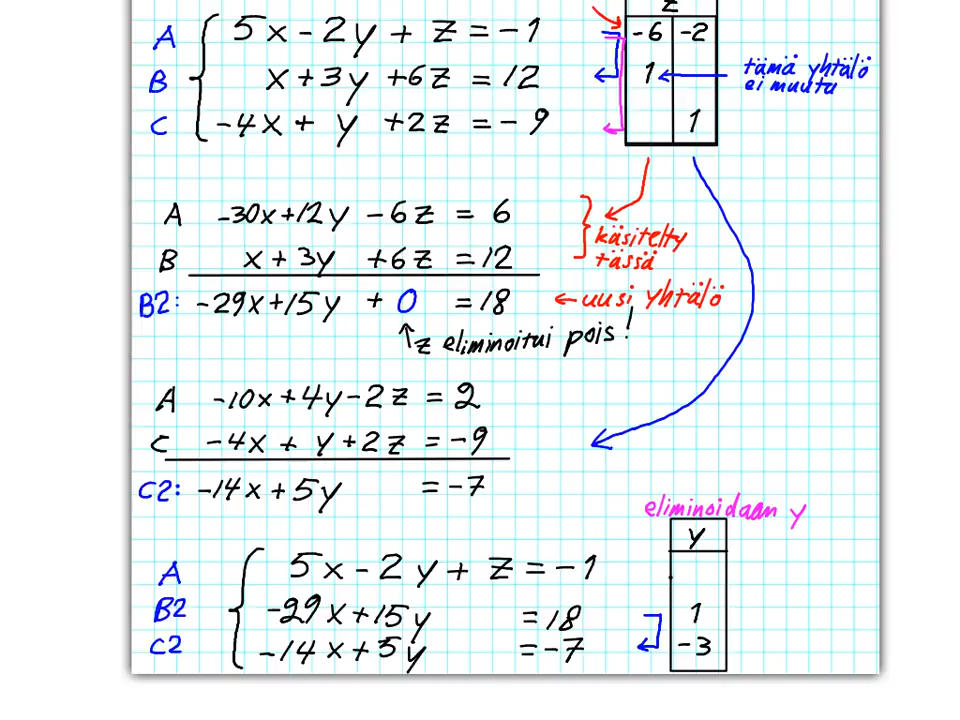 z
A 5x - 2y + z = -1 -6 -2
B x + 3y + 6z = 12 1 tämä yhtälö ei muutu
C -4x + y + 2z = -9 1
A -30x + 12y - 6z = 6
B x + 3y + 6z = 12
käsitelty
tässä
B2: -29x + 15y + 0 = 18 ← uusi yhtälö
↑ z eliminoitui pois!
A -10x + 4y - 2z = 2
C -4x + y + 2z = -9
C2: -14x + 5y = -7
eliminoidaan y
y
A 5x - 2y + z = -1
B2 -29x + 15y = 18 1
C2 -14x + 5y = -7 -3